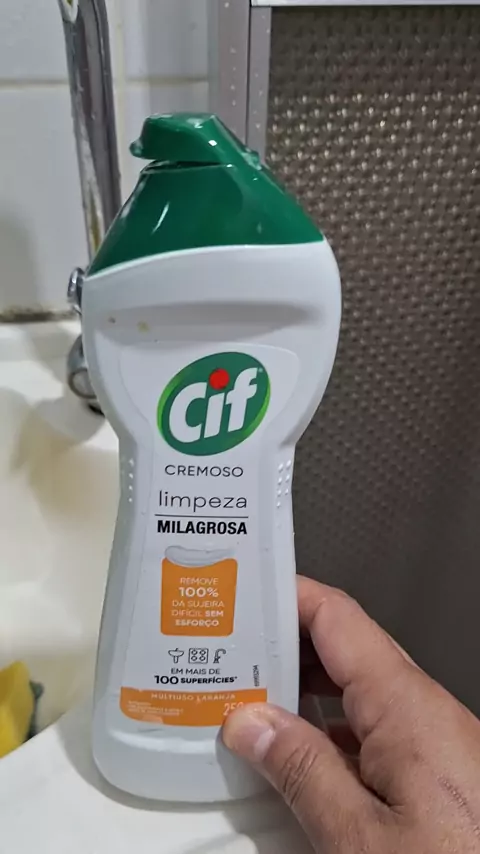 Cif
CREMOSO
limpeza
MILAGROSA
REMOVE
100%
DA SUJEIRA
DIFÍCIL SEM
ESFORÇO
EM MAIS DE
100 SUPERFÍCIES*
MULTIUSO LARANJA